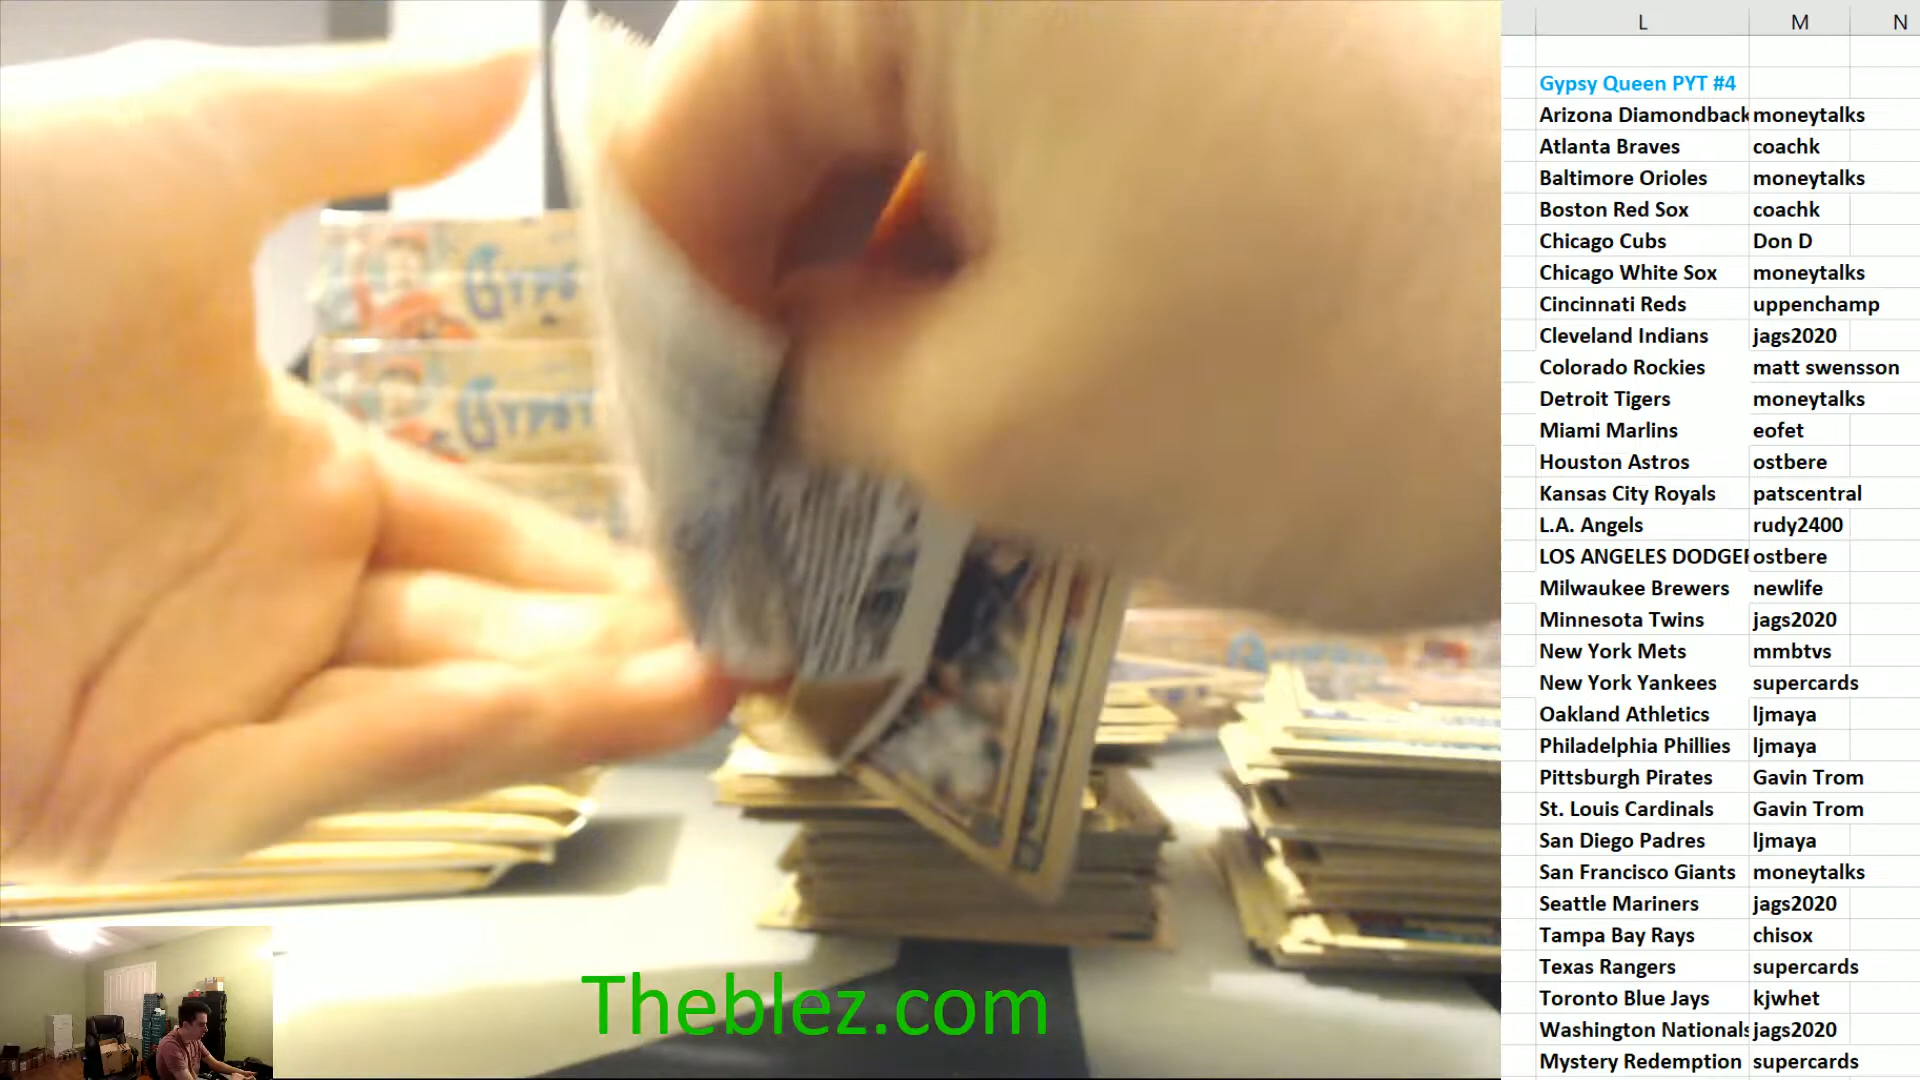 L M N
Gypsy Queen PYT #4
Arizona Diamondback moneytalks
Atlanta Braves coachk
Baltimore Orioles moneytalks
Boston Red Sox coachk
Chicago Cubs Don D
Chicago White Sox moneytalks
Cincinnati Reds uppenchamp
Cleveland Indians jags2020
Colorado Rockies matt swensson
Detroit Tigers moneytalks
Miami Marlins eofet
Houston Astros ostbere
Kansas City Royals patscentral
L.A. Angels rudy2400
LOS ANGELES DODGER ostbere
Milwaukee Brewers newlife
Minnesota Twins jags2020
New York Mets mmbtvs
New York Yankees supercards
Oakland Athletics ljmaya
Philadelphia Phillies ljmaya
Pittsburgh Pirates Gavin Trom
St. Louis Cardinals Gavin Trom
San Diego Padres ljmaya
San Francisco Giants moneytalks
Seattle Mariners jags2020
Tampa Bay Rays chisox
Texas Rangers supercards
Toronto Blue Jays kjwhet
Washington Nationals jags2020
Mystery Redemption supercards
Theblez.com